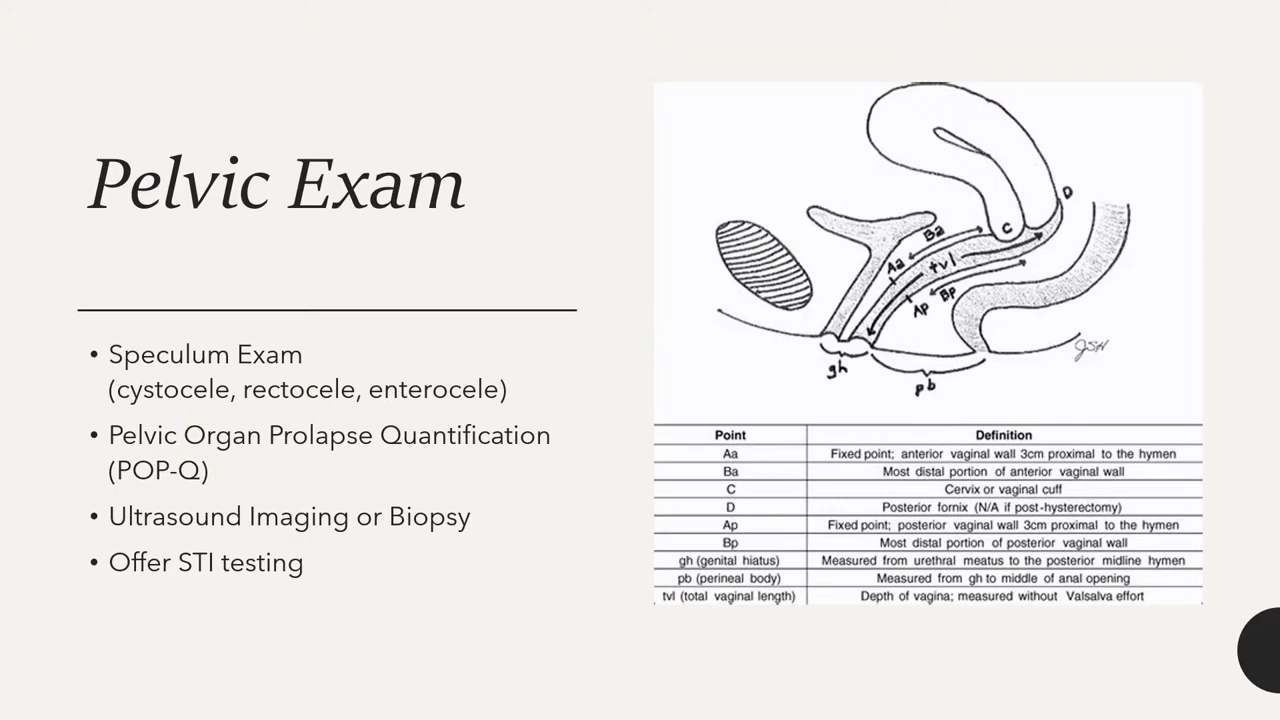 Pelvic Exam
• Speculum Exam
(cystocele, rectocele, enterocele)
• Pelvic Organ Prolapse Quantification
(POP-Q)
• Ultrasound Imaging or Biopsy
• Offer STI testing
D
C
Ba
Aa
tvl
Bp
Ap
gh
pb
JSH
Point Definition
Aa Fixed point; anterior vaginal wall 3cm proximal to the hymen
Ba Most distal portion of anterior vaginal wall
C Cervix or vaginal cuff
D Posterior fornix (N/A if post-hysterectomy)
Ap Fixed point; posterior vaginal wall 3cm proximal to the hymen
Bp Most distal portion of posterior vaginal wall
gh (genital hiatus) Measured from urethral meatus to the posterior midline hymen
pb (perineal body) Measured from gh to middle of anal opening
tvl (total vaginal length) Depth of vagina; measured without Valsalva effort